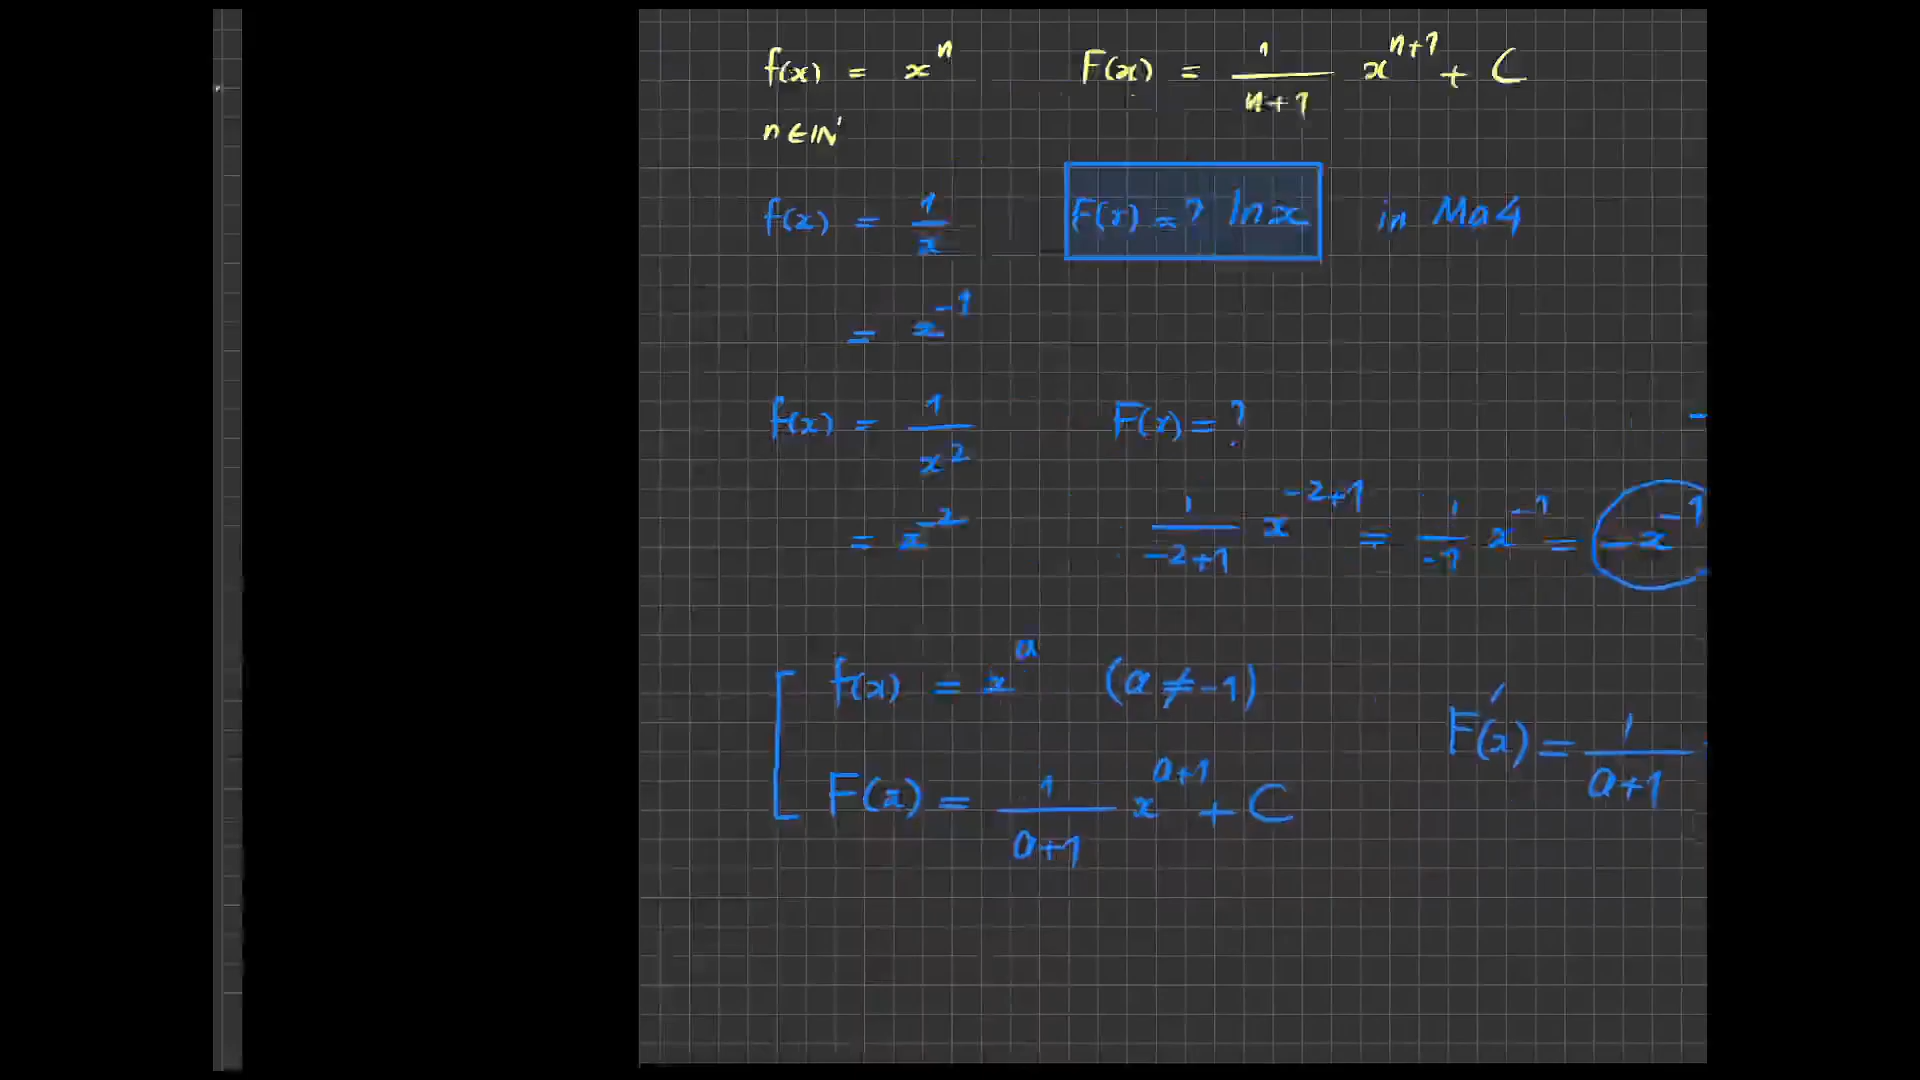 f(x) = x^n F(x) = 1/(n+1) x^(n+1) + C
n ∈ ℕ
f(x) = 1/x F(x) = ? ln x in Ma4
= x^(-1)
f(x) = 1/x^2 F(x) = ?
= x^(-2) 1/(-2+1) x^(-2+1) = 1/(-1) x^(-1) = -x^(-1)
f(x) = x^a (a ≠ -1)
F'(x) = 1/(a+1)
F(x) = 1/(a+1) x^(a+1) + C